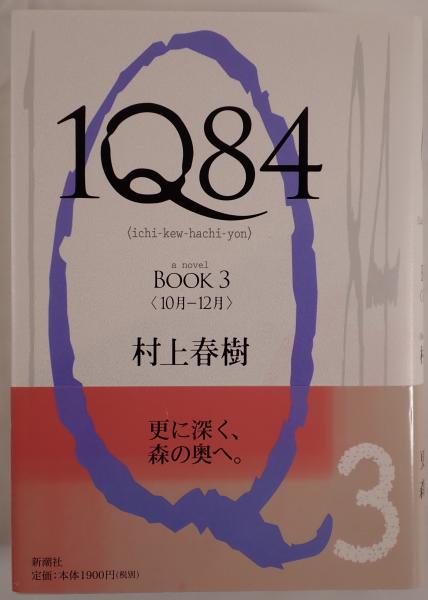 1Q84
〈ichi-kew-hachi-yon〉
a novel
BOOK 3
〈10月−12月〉
村上春樹
更に深く、
森の奥へ。
3
新潮社
定価：本体1900円(税別)